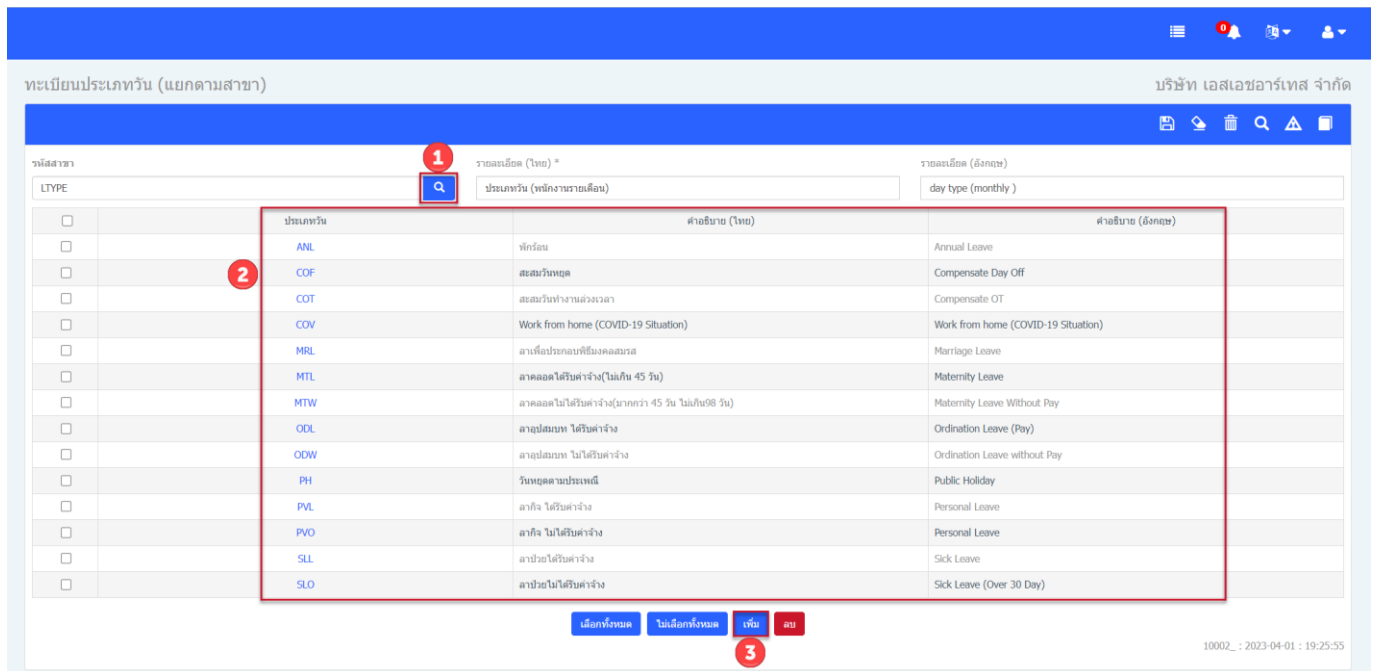 0
ทะเบียนประเภทวัน (แยกตามสาขา) บริษัท เอสเอชอาร์เทส จำกัด
1
รหัสสาขา รายละเอียด (ไทย) * รายละเอียด (อังกฤษ)
LTYPE ประเภทวัน (พนักงานรายเดือน) day type (monthly )
ประเภทวัน คำอธิบาย (ไทย) คำอธิบาย (อังกฤษ)
ANL พักร้อน Annual Leave
2
COF สะสมวันหยุด Compensate Day Off
COT สะสมวันทำงานล่วงเวลา Compensate OT
COV Work from home (COVID-19 Situation) Work from home (COVID-19 Situation)
MRL ลาเพื่อประกอบพิธีมงคลสมรส Marriage Leave
MTL ลาคลอดได้รับค่าจ้าง(ไม่เกิน 45 วัน) Maternity Leave
MTW ลาคลอดไม่ได้รับค่าจ้าง(มากกว่า 45 วัน ไม่เกิน98 วัน) Maternity Leave Without Pay
ODL ลาอุปสมบท ได้รับค่าจ้าง Ordination Leave (Pay)
ODW ลาอุปสมบท ไม่ได้รับค่าจ้าง Ordination Leave without Pay
PH วันหยุดตามประเพณี Public Holiday
PVL ลากิจ ได้รับค่าจ้าง Personal Leave
PVO ลากิจ ไม่ได้รับค่าจ้าง Personal Leave
SLL ลาป่วยได้รับค่าจ้าง Sick Leave
SLO ลาป่วยไม่ได้รับค่าจ้าง Sick Leave (Over 30 Day)
เลือกทั้งหมด ไม่เลือกทั้งหมด เพิ่ม ลบ
3
10002_ : 2023-04-01 : 19:25:55